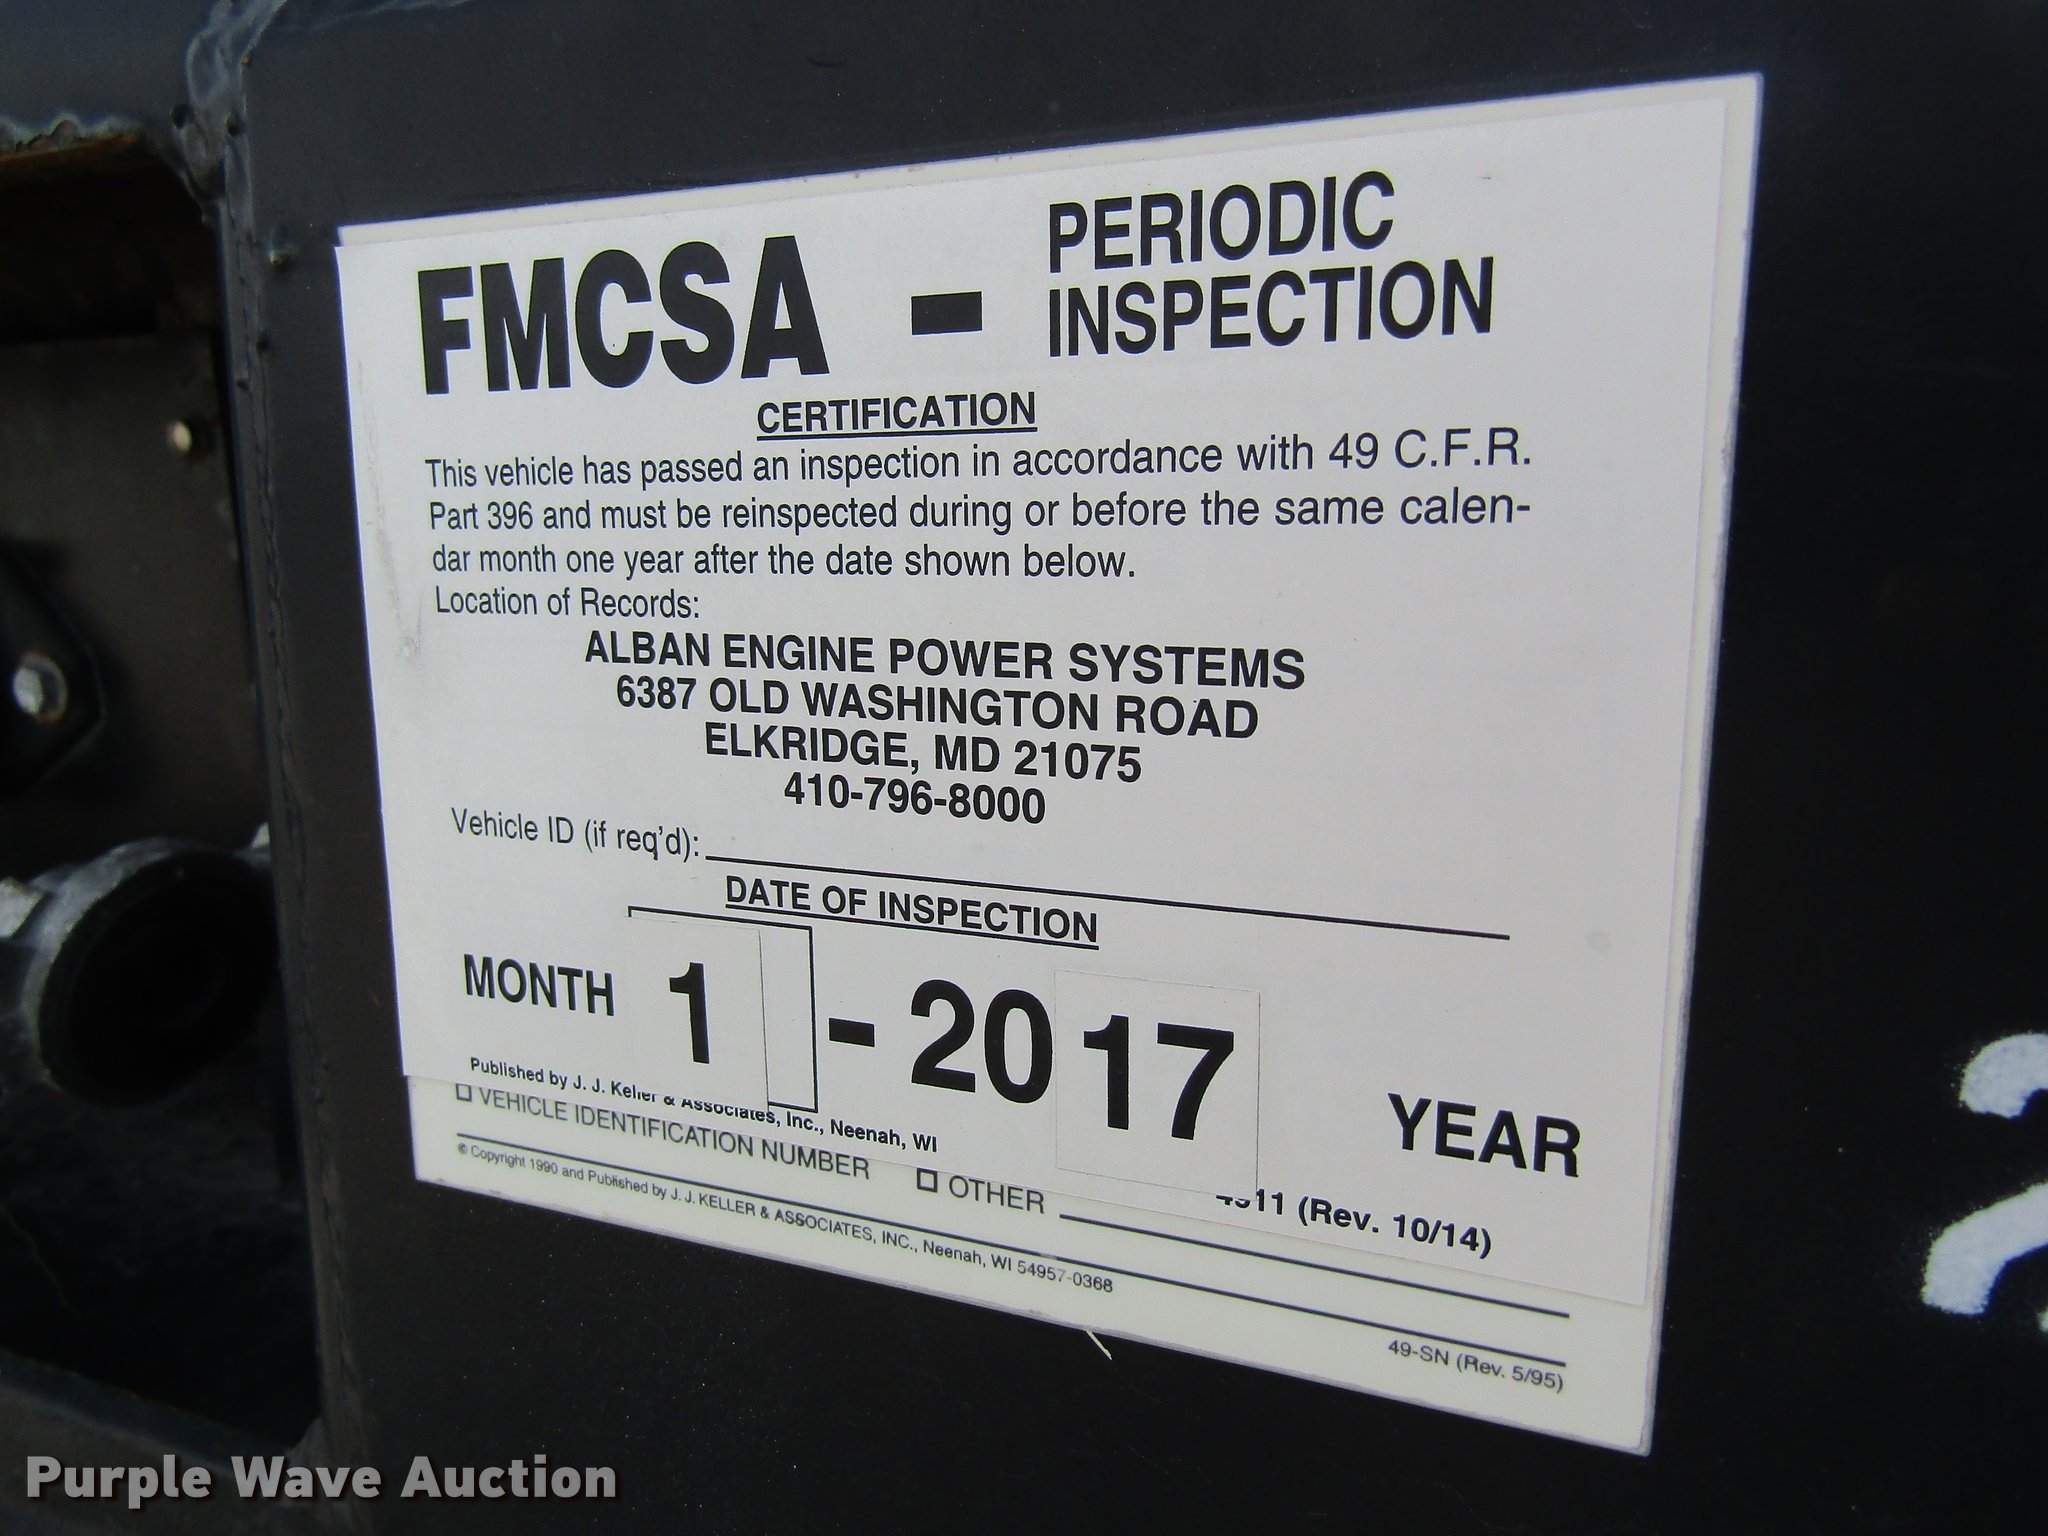 FMCSA - PERIODIC
INSPECTION
CERTIFICATION
This vehicle has passed an inspection in accordance with 49 C.F.R.
Part 396 and must be reinspected during or before the same calen-
dar month one year after the date shown below.
Location of Records:
ALBAN ENGINE POWER SYSTEMS
6387 OLD WASHINGTON ROAD
ELKRIDGE, MD 21075
410-796-8000
Vehicle ID (if req'd):
DATE OF INSPECTION
MONTH 1 - 2017 YEAR
Published by J. J. Keller & Associates, Inc., Neenah, WI
4911 (Rev. 10/14)
VEHICLE IDENTIFICATION NUMBER OTHER
© Copyright 1990 and Published by J. J. KELLER & ASSOCIATES, INC., Neenah, WI 54957-0368
49-SN (Rev. 5/95)
Purple Wave Auction